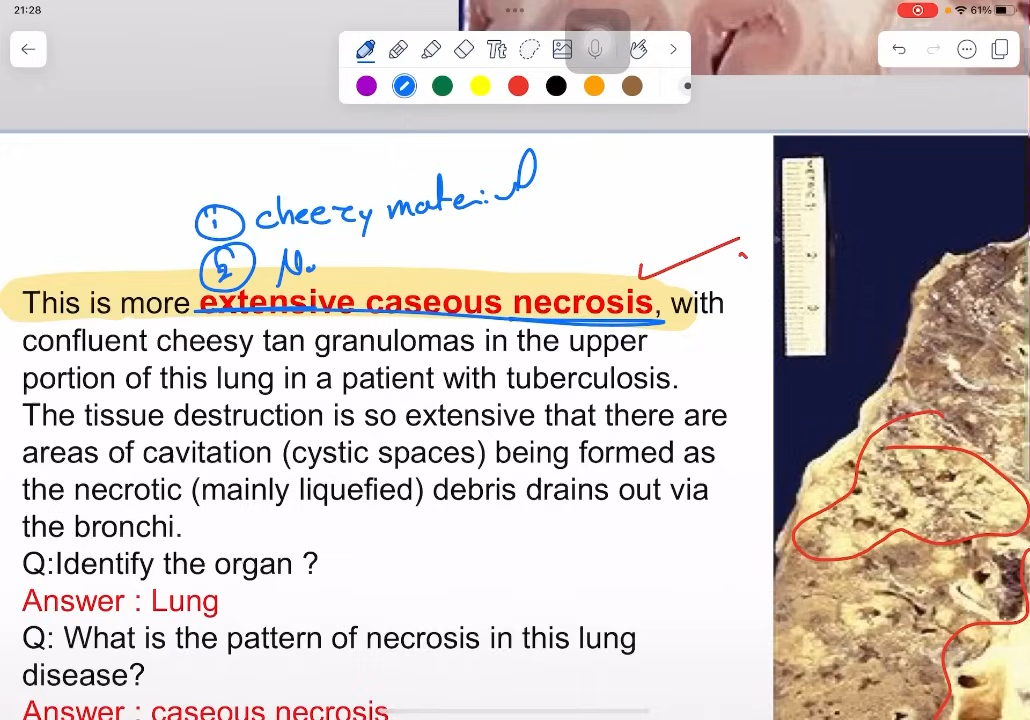 21:28
61%
Tt
① cheezy material
② No
This is more extensive caseous necrosis, with
confluent cheesy tan granulomas in the upper
portion of this lung in a patient with tuberculosis.
The tissue destruction is so extensive that there are
areas of cavitation (cystic spaces) being formed as
the necrotic (mainly liquefied) debris drains out via
the bronchi.
Q:Identify the organ ?
Answer : Lung
Q: What is the pattern of necrosis in this lung
disease?
Answer : caseous necrosis